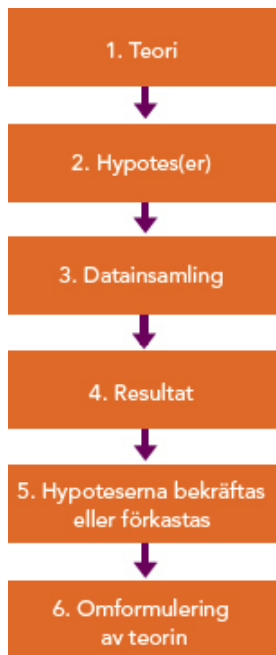 1. Teori
2. Hypotes(er)
3. Datainsamling
4. Resultat
5. Hypoteserna bekräftas
eller förkastas
6. Omformulering
av teorin